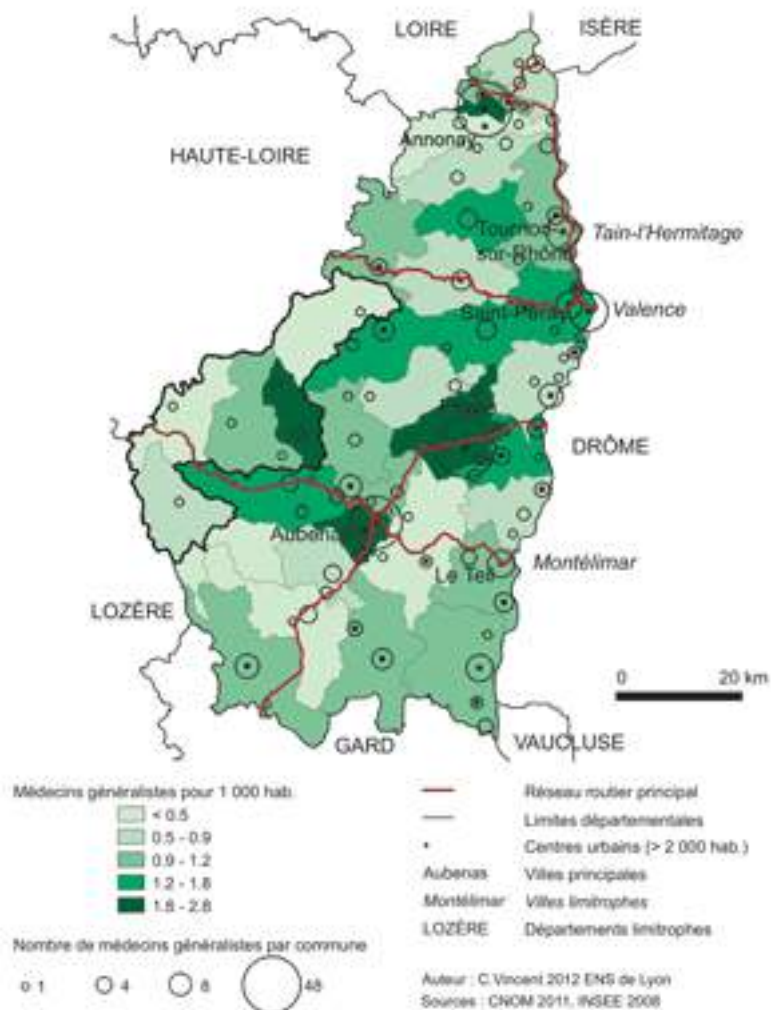 LOIRE
ISÈRE
HAUTE-LOIRE
Annonay
Tournon-
sur-Rhône
Tain-l'Hermitage
Saint-Péray
Valence
DRÔME
Aubenas
Le Teil
Montélimar
LOZÈRE
0 20 km
GARD
VAUCLUSE
Médecins généralistes pour 1 000 hab.
< 0.5
0.5 - 0.9
0.9 - 1.2
1.2 - 1.8
1.8 - 2.8
Réseau routier principal
Limites départementales
Centres urbains (> 2 000 hab.)
Aubenas Villes principales
Montélimar Villes limitrophes
LOZÈRE Départements limitrophes
Nombre de médecins généralistes par commune
1 4 8 48
Auteur : C.Vincent 2012 ENS de Lyon
Sources : CNOM 2011, INSEE 2008